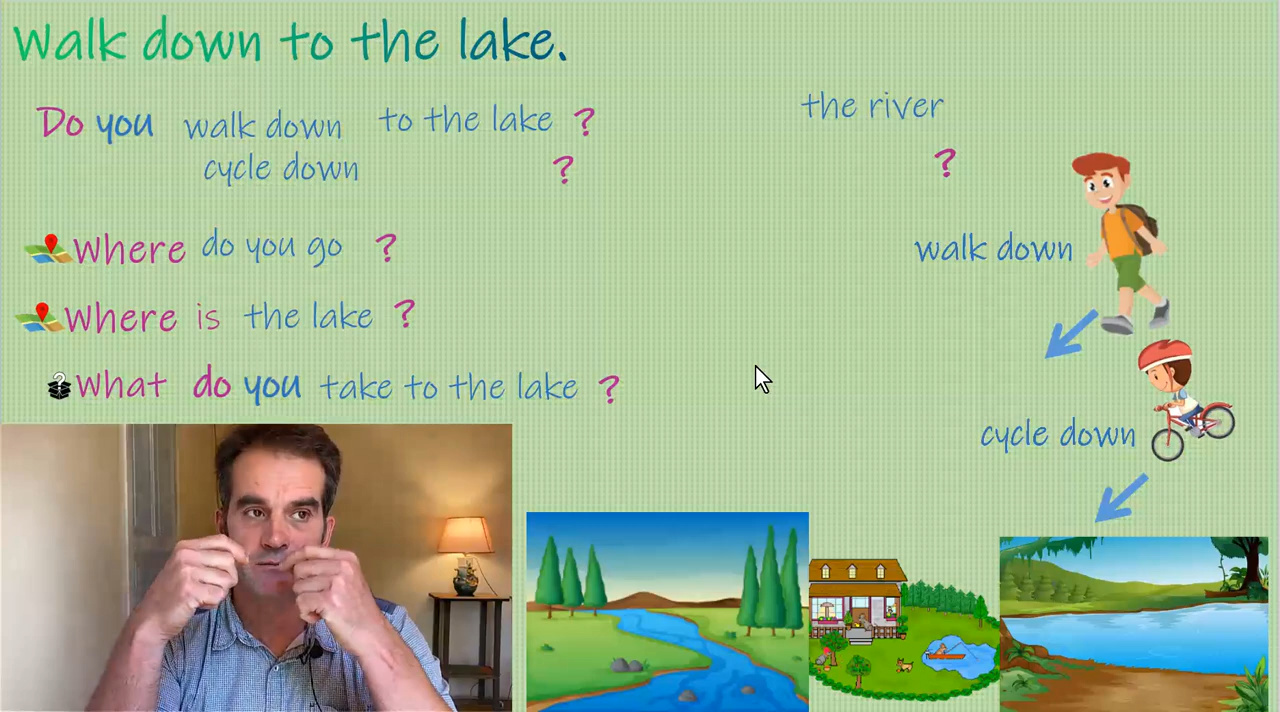 Walk down to the lake.
Do you walk down to the lake ?
cycle down ?
the river
?
Where do you go ?
Where is the lake ?
What do you take to the lake ?
walk down
cycle down